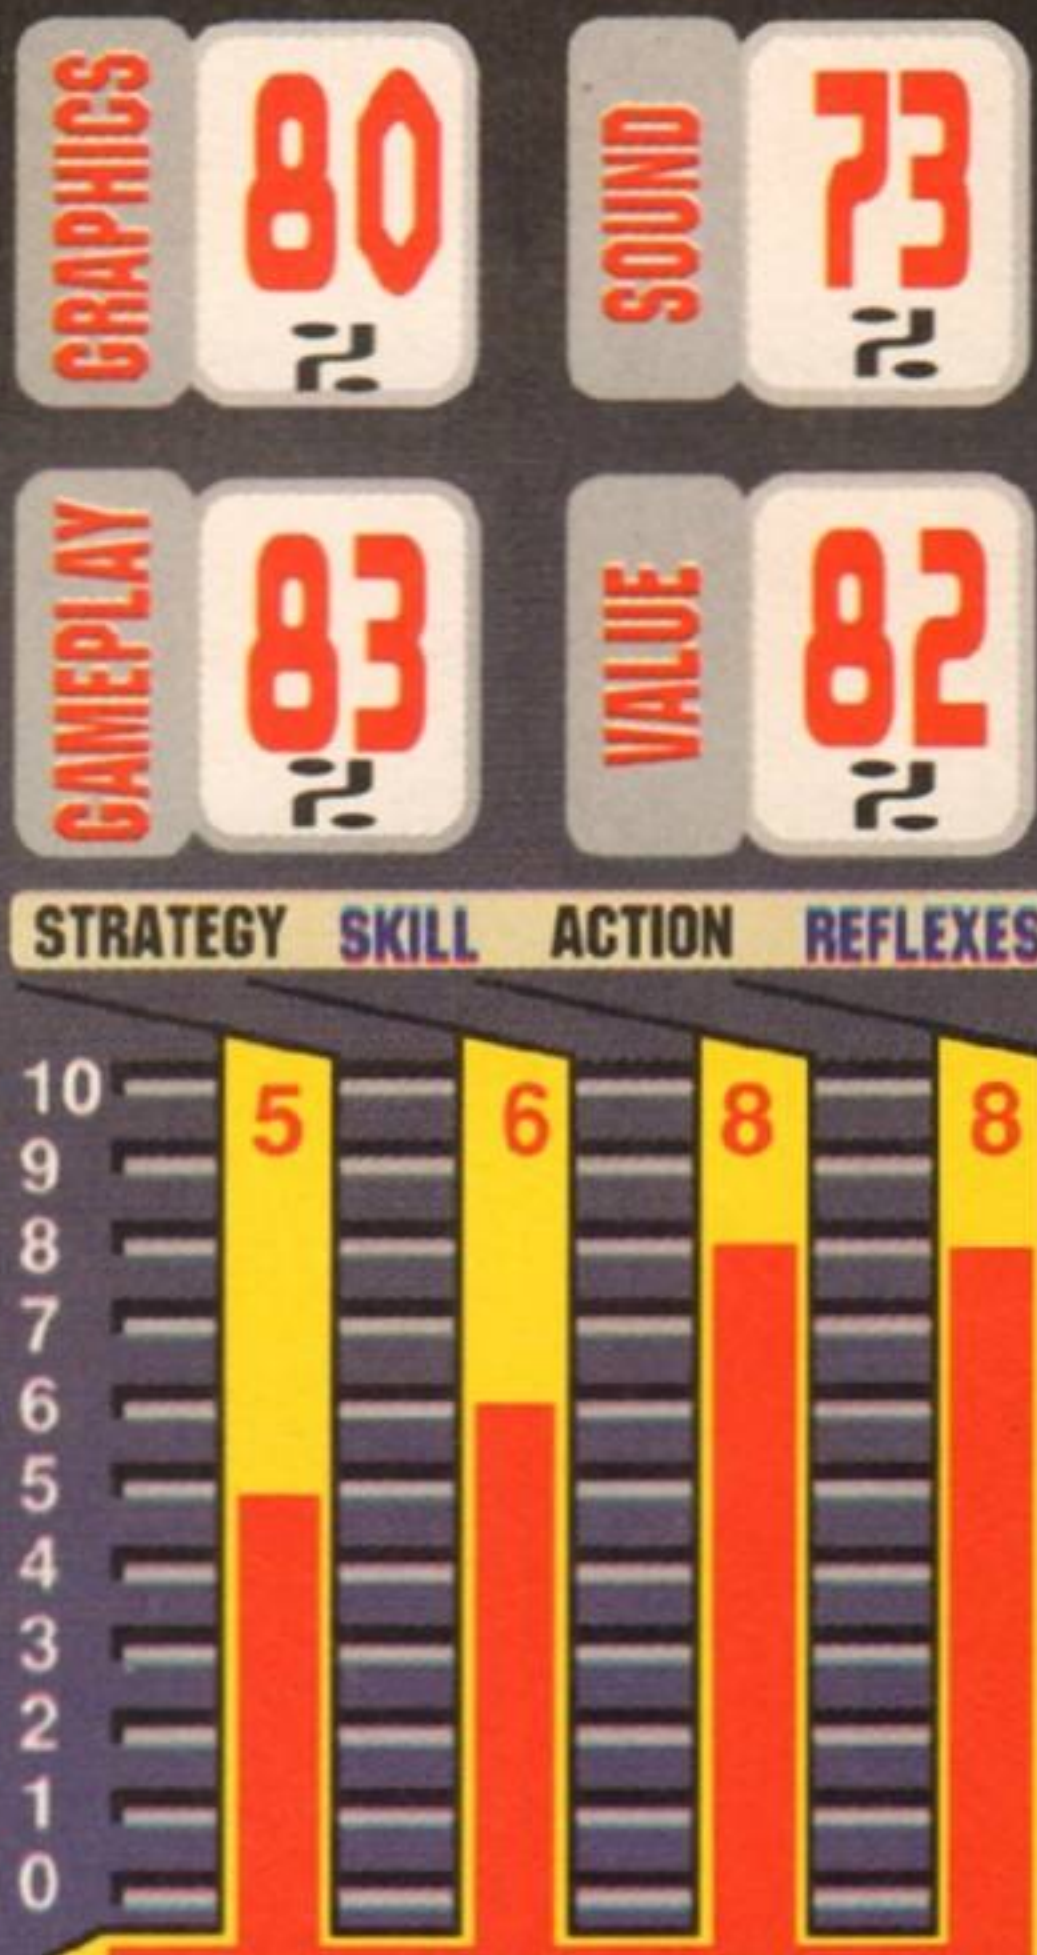 GRAPHICS
80%
SOUND
73%
GAMEPLAY
83%
VALUE
82%
STRATEGY SKILL ACTION REFLEXES
5 6 8 8
10
9
8
7
6
5
4
3
2
1
0